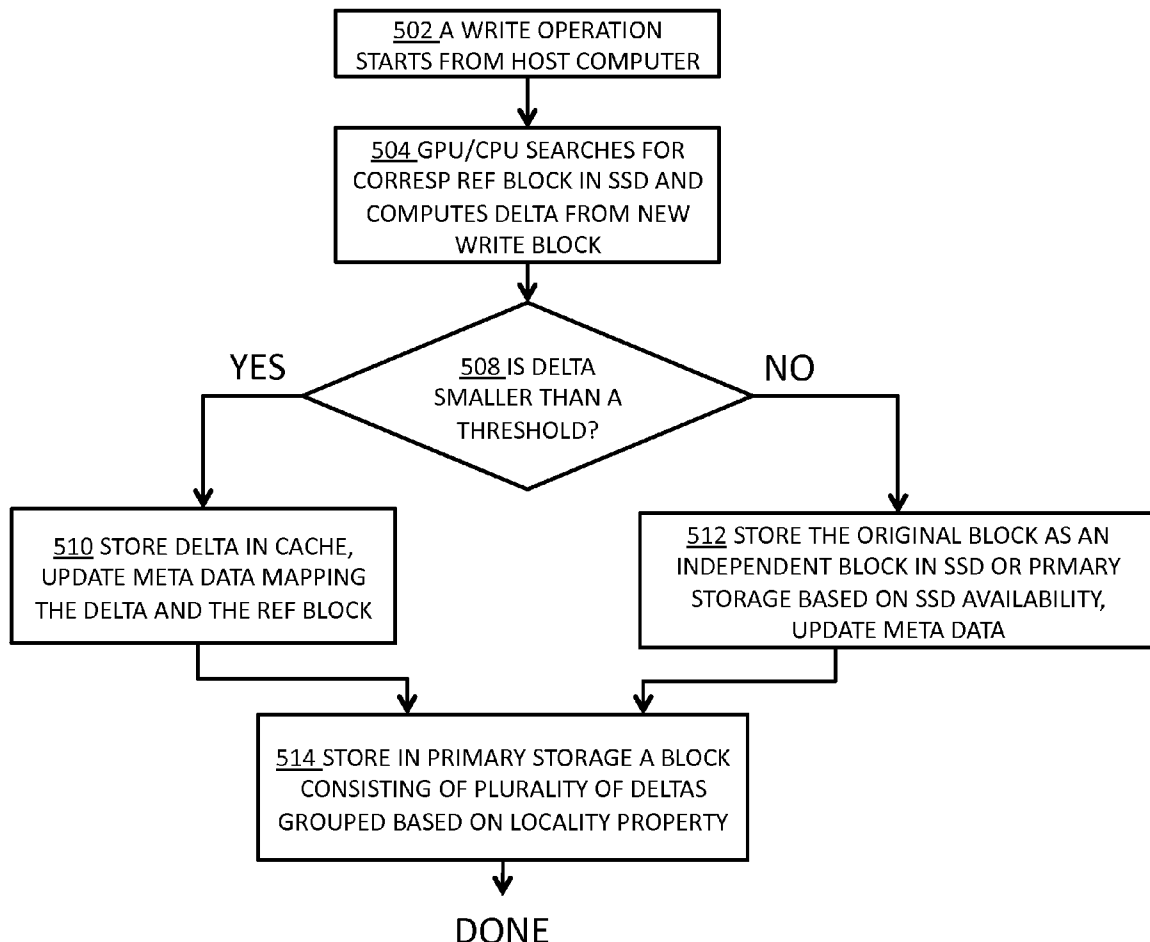 502 A WRITE OPERATION
STARTS FROM HOST COMPUTER
504 GPU/CPU SEARCHES FOR
CORRESP REF BLOCK IN SSD AND
COMPUTES DELTA FROM NEW
WRITE BLOCK
YES
508 IS DELTA
SMALLER THAN A
THRESHOLD?
NO
510 STORE DELTA IN CACHE,
UPDATE META DATA MAPPING
THE DELTA AND THE REF BLOCK
512 STORE THE ORIGINAL BLOCK AS AN
INDEPENDENT BLOCK IN SSD OR PRMARY
STORAGE BASED ON SSD AVAILABILITY,
UPDATE META DATA
514 STORE IN PRIMARY STORAGE A BLOCK
CONSISTING OF PLURALITY OF DELTAS
GROUPED BASED ON LOCALITY PROPERTY
DONE